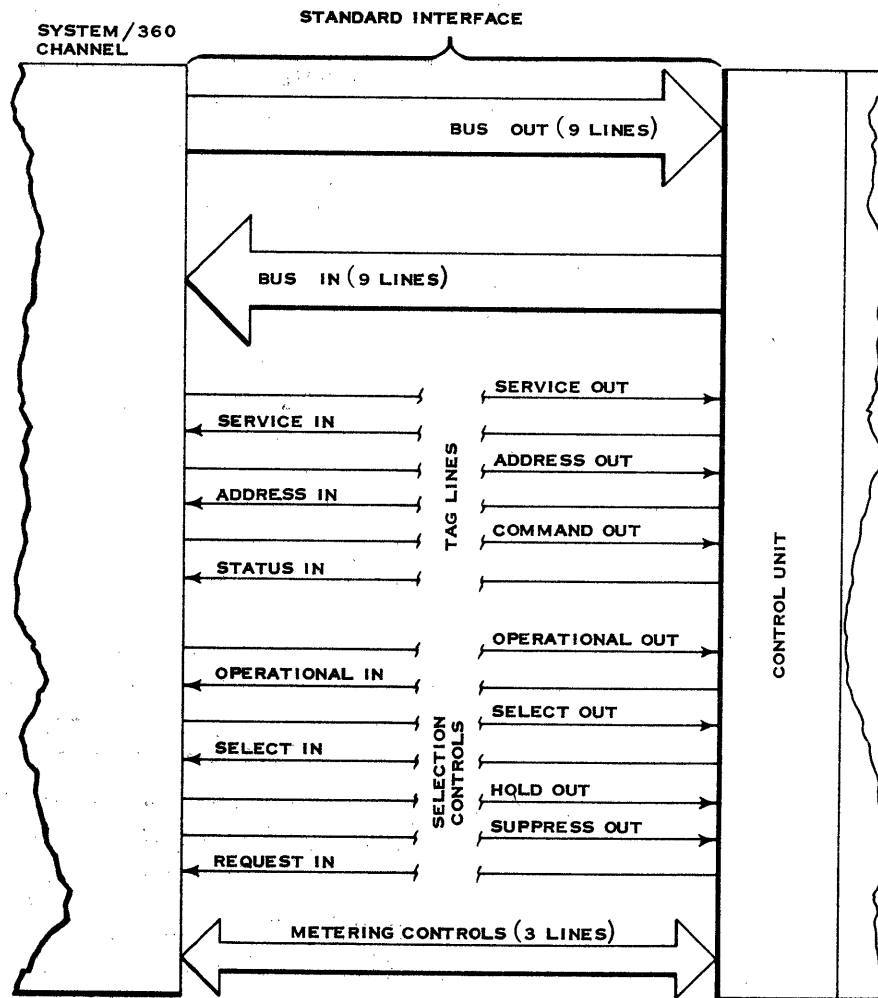 STANDARD INTERFACE
SYSTEM/360
CHANNEL
BUS OUT (9 LINES)
BUS IN (9 LINES)
SERVICE OUT
SERVICE IN
ADDRESS OUT
ADDRESS IN
COMMAND OUT
STATUS IN
TAG LINES
OPERATIONAL OUT
OPERATIONAL IN
SELECT OUT
SELECT IN
HOLD OUT
SUPPRESS OUT
REQUEST IN
SELECTION
CONTROLS
CONTROL UNIT
METERING CONTROLS (3 LINES)